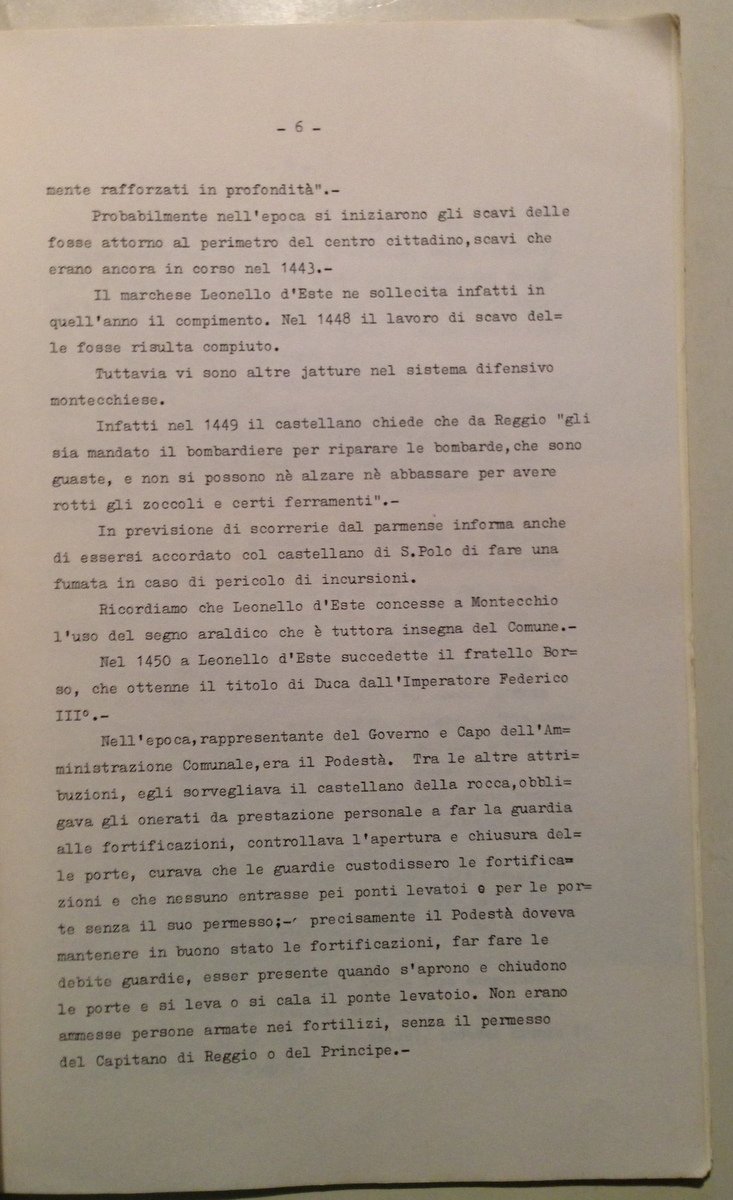 - 6 -
mente rafforzati in profondità".-
Probabilmente nell'epoca si iniziarono gli scavi delle
fosse attorno al perimetro del centro cittadino,scavi che
erano ancora in corso nel 1443.-
Il marchese Leonello d'Este ne sollecita infatti in
quell'anno il compimento. Nel 1448 il lavoro di scavo del=
le fosse risulta compiuto.
Tuttavia vi sono altre jatture nel sistema difensivo
montecchiese.
Infatti nel 1449 il castellano chiede che da Reggio "gli
sia mandato il bombardiere per riparare le bombarde,che sono
guaste, e non si possono nè alzare nè abbassare per avere
rotti gli zoccoli e certi ferramenti".-
In previsione di scorrerie dal parmense informa anche
di essersi accordato col castellano di S.Polo di fare una
fumata in caso di pericolo di incursioni.
Ricordiamo che Leonello d'Este concesse a Montecchio
l'uso del segno araldico che è tuttora insegna del Comune.-
Nel 1450 a Leonello d'Este succedette il fratello Bor=
so, che ottenne il titolo di Duca dall'Imperatore Federico
III°.-
Nell'epoca,rappresentante del Governo e Capo dell'Am=
ministrazione Comunale,era il Podestà. Tra le altre attri=
buzioni, egli sorvegliava il castellano della rocca,obbli=
gava gli onerati da prestazione personale a far la guardia
alle fortificazioni, controllava l'apertura e chiusura del=
le porte, curava che le guardie custodissero le fortifica=
zioni e che nessuno entrasse pei ponti levatoi o per le por=
te senza il suo permesso;-' precisamente il Podestà doveva
mantenere in buono stato le fortificazioni, far fare le
debite guardie, esser presente quando s'aprono e chiudono
le porte e si leva o si cala il ponte levatoio. Non erano
ammesse persone armate nei fortilizi, senza il permesso
del Capitano di Reggio o del Principe.-